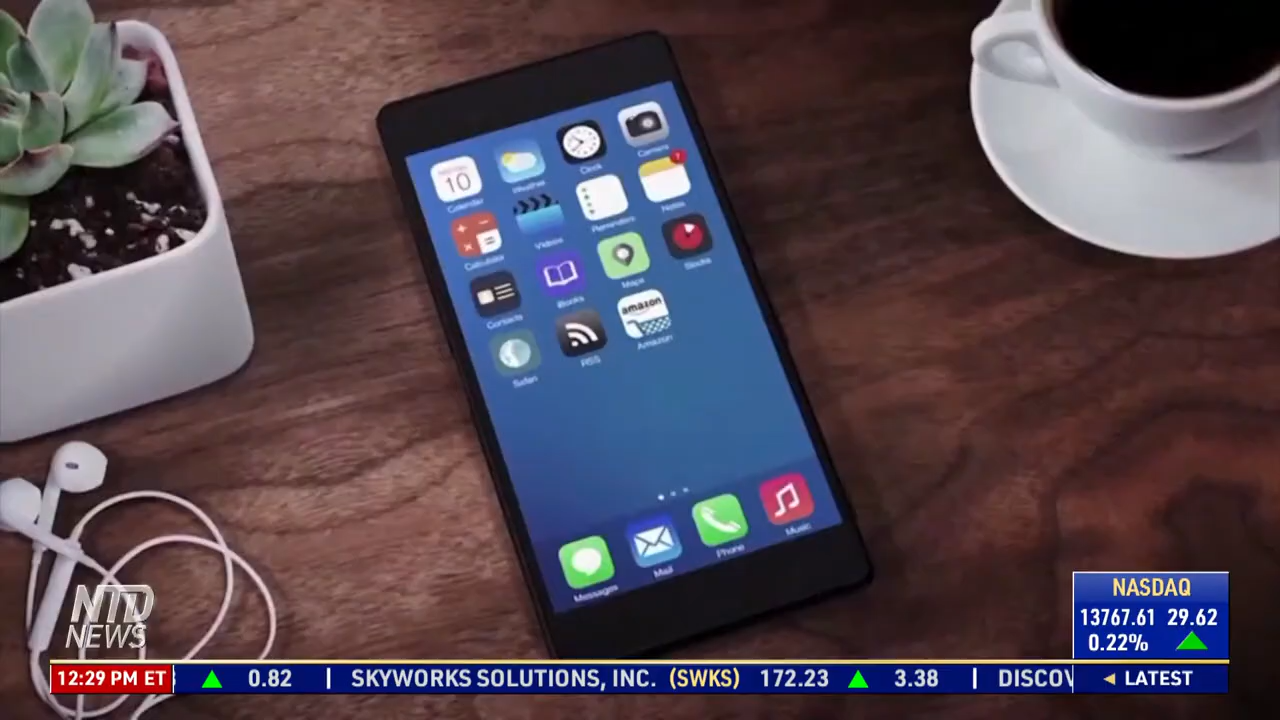 10
Calendar
Weather
Clock
Camera
Calculator
Videos
Reminders
Notes
Contacts
iBooks
Maps
Stocks
Safari
RSS
amazon
Amazon
Messages
Mail
Phone
Music
NTD
NEWS
NASDAQ
13767.61 29.62
0.22%
12:29 PM ET 0.82 | SKYWORKS SOLUTIONS, INC. (SWKS) 172.23 3.38 | DISCOV LATEST